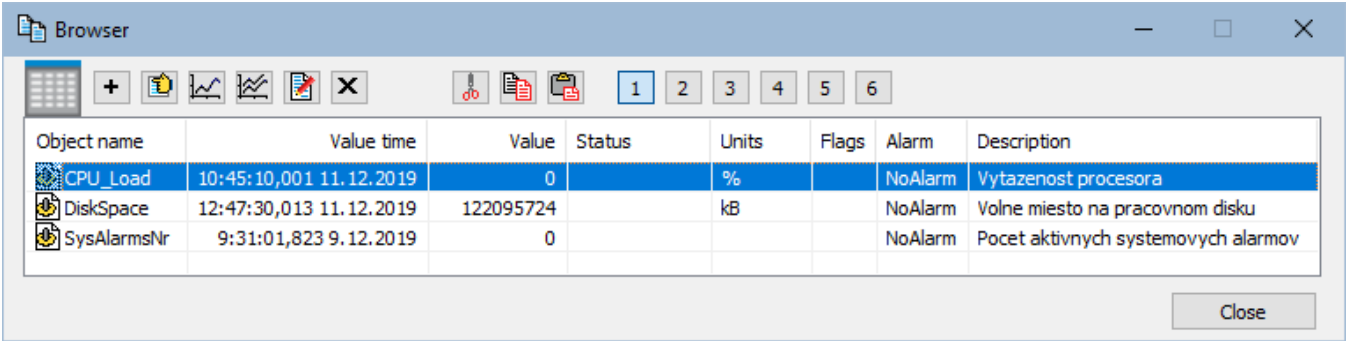 Browser
1 2 3 4 5 6
Object name Value time Value Status Units Flags Alarm Description
CPU_Load 10:45:10,001 11.12.2019 0 % NoAlarm Vytazenost procesora
DiskSpace 12:47:30,013 11.12.2019 122095724 kB NoAlarm Volne miesto na pracovnom disku
SysAlarmsNr 9:31:01,823 9.12.2019 0 NoAlarm Pocet aktivnych systemovych alarmov
Close